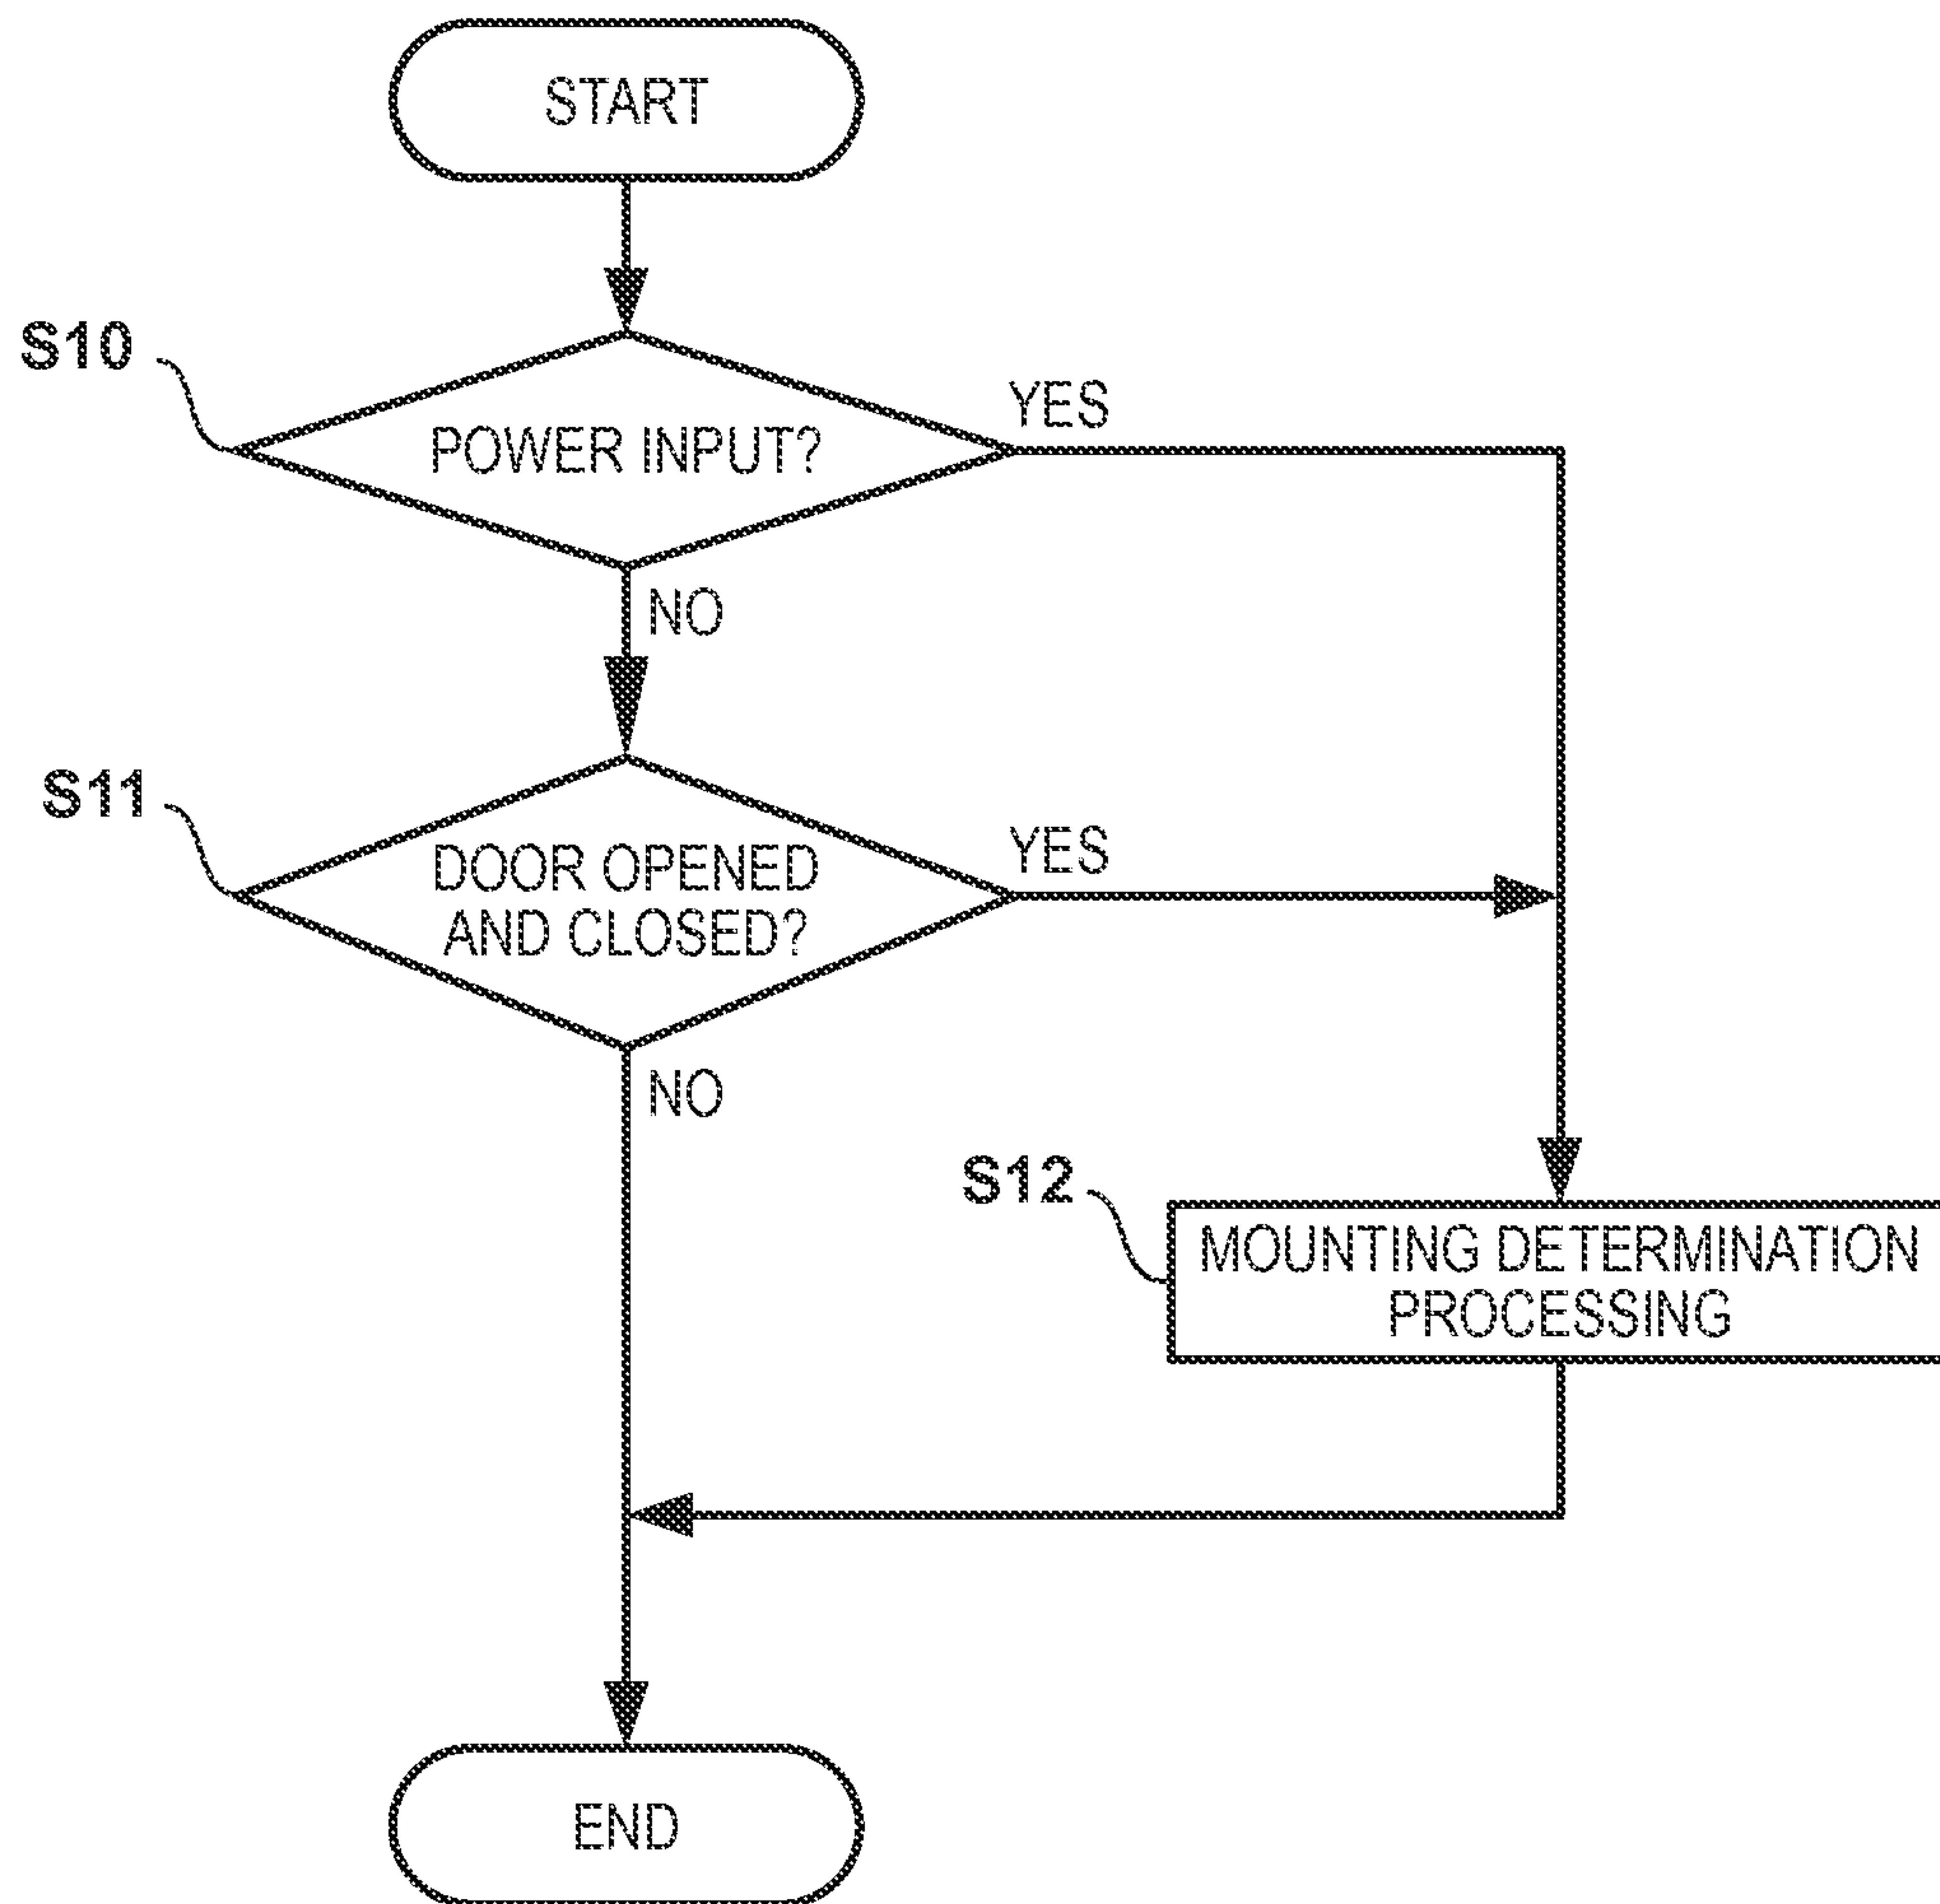 START
S10
YES
POWER INPUT?
NO
S11
YES
DOOR OPENED
AND CLOSED?
NO
S12
MOUNTING DETERMINATION
PROCESSING
END